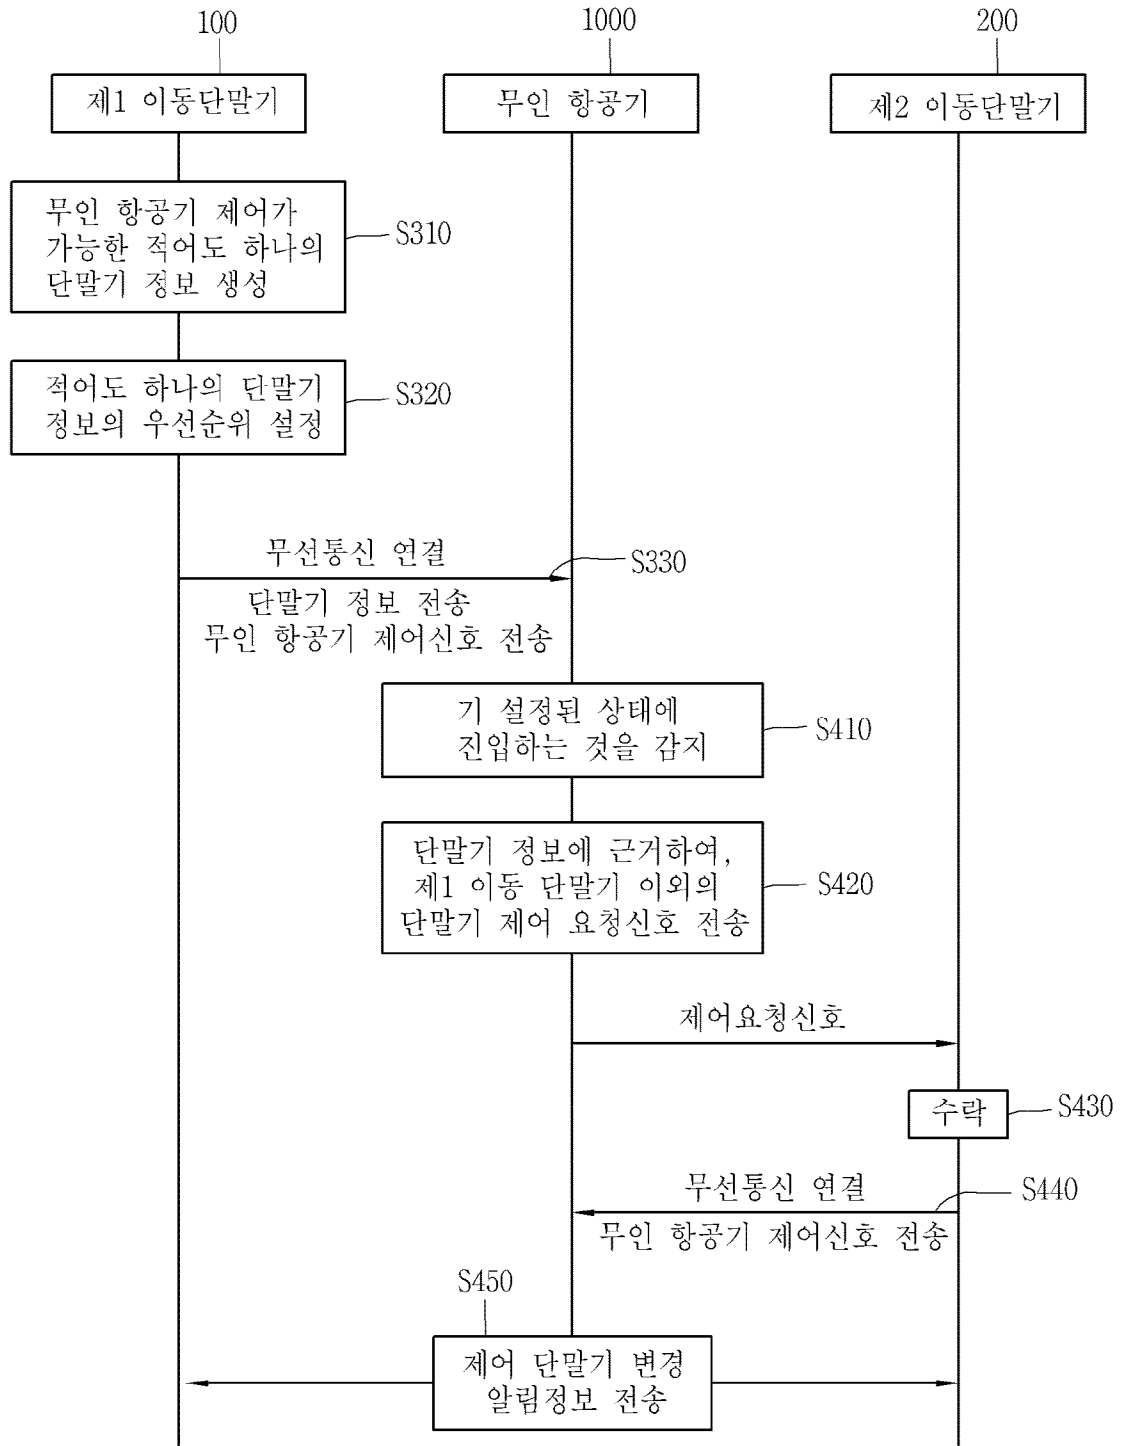 100
1000
200
제1 이동단말기
무인 항공기
제2 이동단말기
무인 항공기 제어가
가능한 적어도 하나의
단말기 정보 생성
S310
적어도 하나의 단말기
정보의 우선순위 설정
S320
무선통신 연결
S330
단말기 정보 전송
무인 항공기 제어신호 전송
기 설정된 상태에
진입하는 것을 감지
S410
단말기 정보에 근거하여,
제1 이동 단말기 이외의
단말기 제어 요청신호 전송
S420
제어요청신호
수락
S430
무선통신 연결
S440
무인 항공기 제어신호 전송
S450
제어 단말기 변경
알림정보 전송